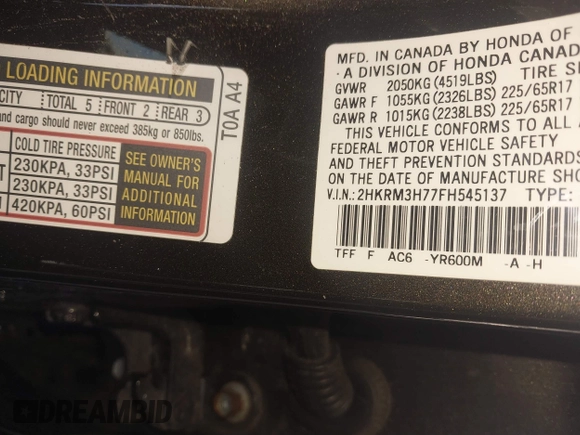 LOADING INFORMATION
CITY TOTAL 5 FRONT 2 REAR 3
and cargo should never exceed 385kg or 850lbs.
COLD TIRE PRESSURE
230KPA, 33PSI
230KPA, 33PSI
420KPA, 60PSI
SEE OWNER'S
MANUAL FOR
ADDITIONAL
INFORMATION
T0A A4
MFD. IN CANADA BY HONDA OF
· A DIVISION OF HONDA CANADA
GVWR 2050KG (4519LBS) TIRE
GAWR F 1055KG (2326LBS) 225/65R17
GAWR R 1015KG (2238LBS) 225/65R17
THIS VEHICLE CONFORMS TO ALL A
FEDERAL MOTOR VEHICLE SAFETY
AND THEFT PREVENTION STANDARDS
ON THE DATE OF MANUFACTURE SHO
V.I.N.: 2HKRM3H77FH545137 TYPE:
TFF F AC6 -YR600M -A -H
DREAMBID